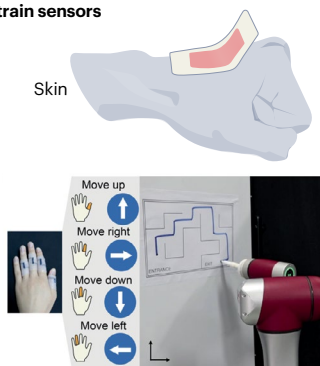 train sensors
Skin
Move up
Move right
Move down
Move left
ENTRANCE
EXIT